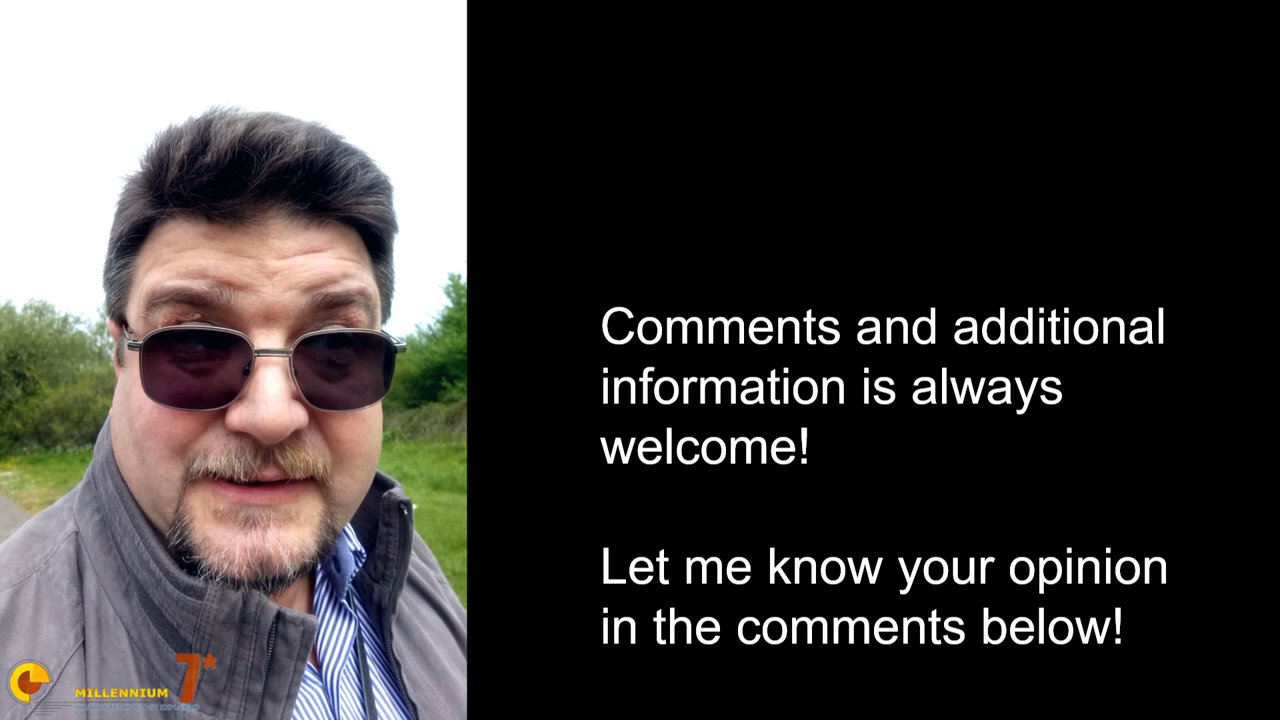 Comments and additional
information is always
welcome!
Let me know your opinion
in the comments below!
MILLENNIUM 7*